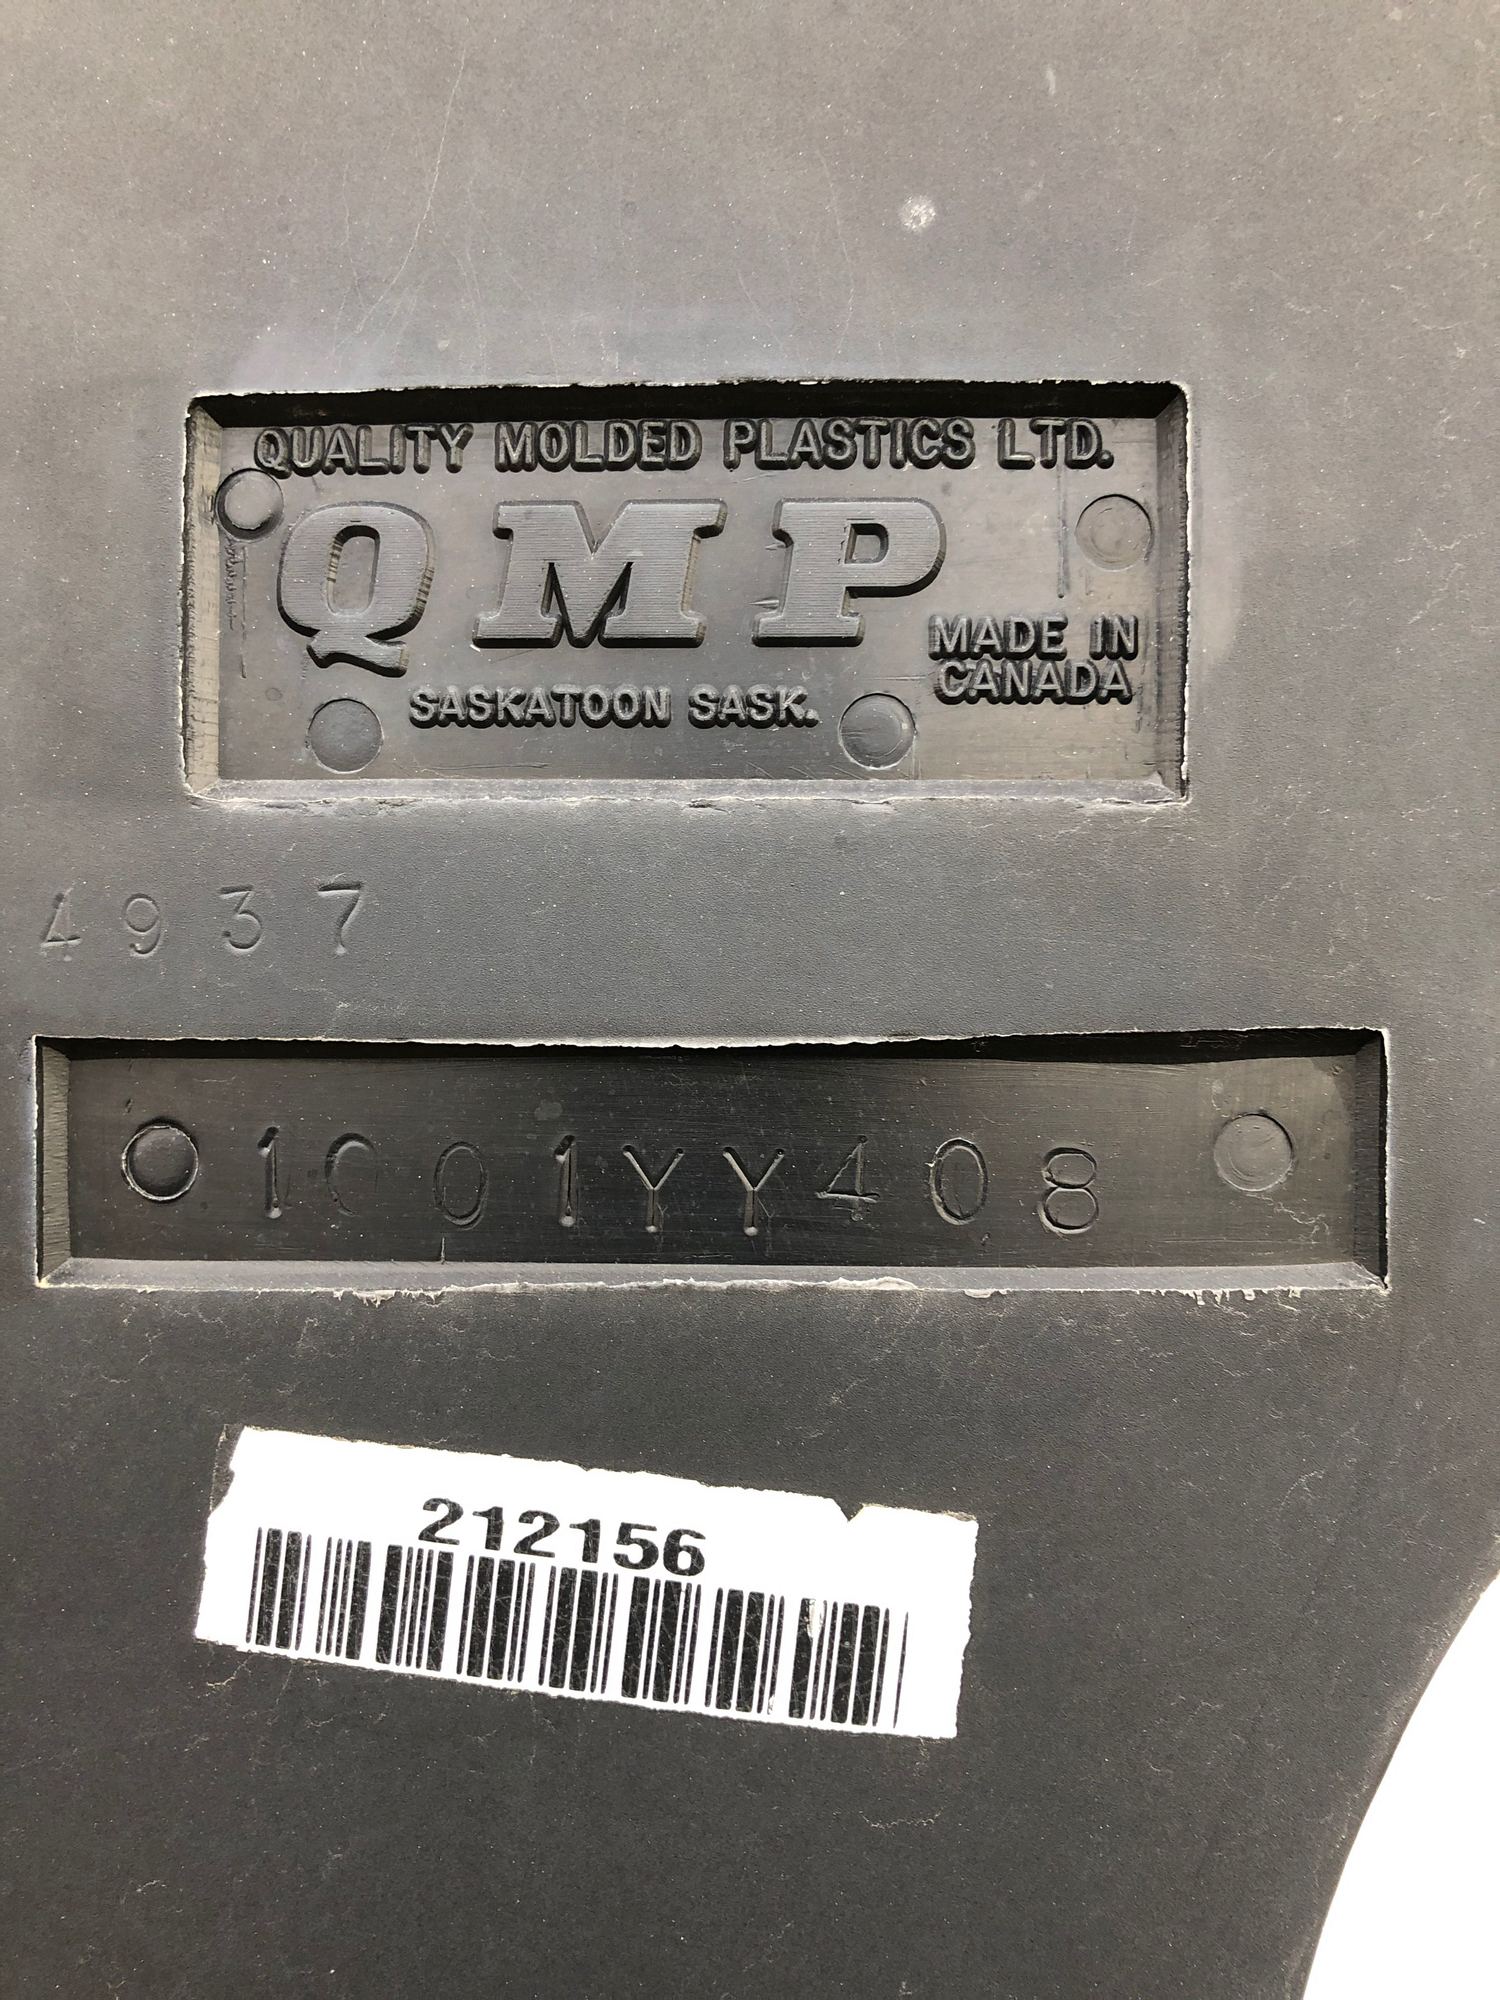 QUALITY MOLDED PLASTICS LTD.
QMP
MADE IN
CANADA
SASKATOON SASK.
4937
1001YY408
212156